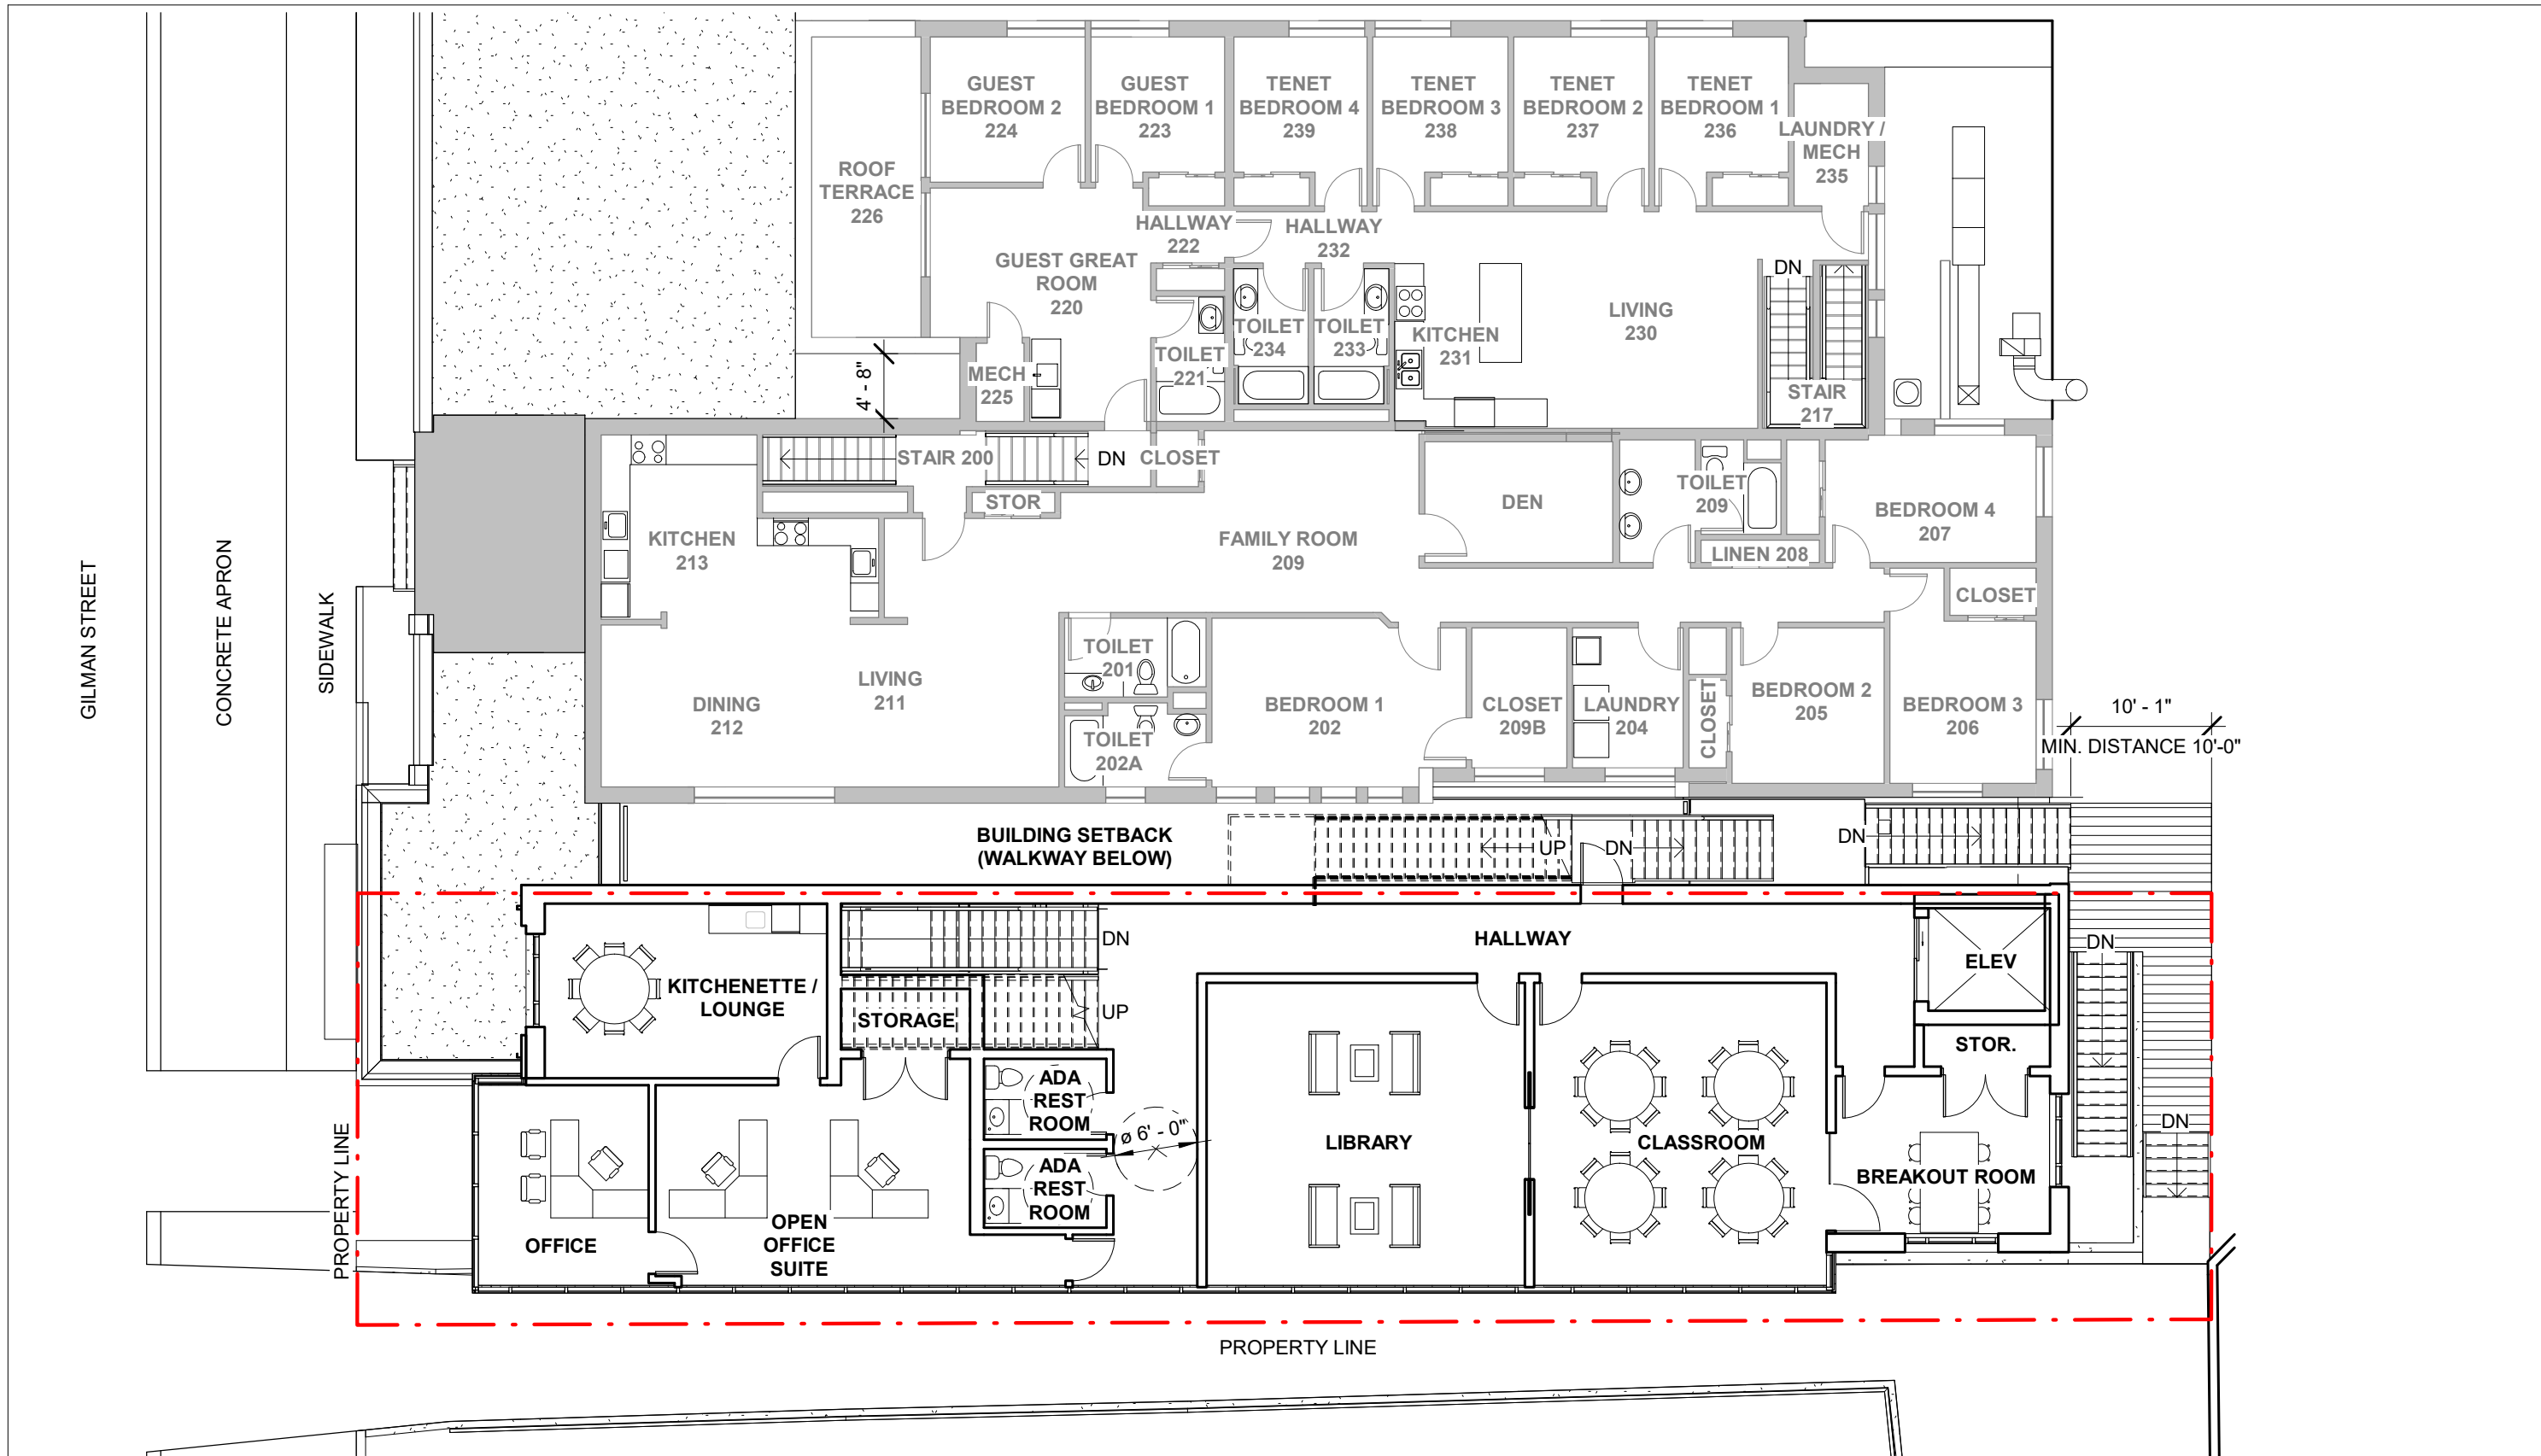 GUEST
BEDROOM 2
224
GUEST
BEDROOM 1
223
TENET
BEDROOM 4
239
TENET
BEDROOM 3
238
TENET
BEDROOM 2
237
TENET
BEDROOM 1
236
LAUNDRY /
MECH
235
ROOF
TERRACE
226
HALLWAY
222
HALLWAY
232
GUEST GREAT
ROOM
220
DN
LIVING
230
TOILET
234
TOILET
233
KITCHEN
231
TOILET
221
MECH
225
4' - 8"
STAIR
217
STAIR 200
DN
CLOSET
STOR
DEN
TOILET
209
BEDROOM 4
207
KITCHEN
213
FAMILY ROOM
209
LINEN 208
CLOSET
GILMAN STREET
CONCRETE APRON
SIDEWALK
TOILET
201
LIVING
211
DINING
212
BEDROOM 1
202
CLOSET
209B
LAUNDRY
204
CLOSET
BEDROOM 2
205
BEDROOM 3
206
10' - 1"
MIN. DISTANCE 10'-0"
TOILET
202A
BUILDING SETBACK
(WALKWAY BELOW)
UP
DN
DN
DN
HALLWAY
DN
ELEV
KITCHENETTE /
LOUNGE
UP
STORAGE
STOR.
ADA
REST
ROOM
ø 6' - 0"
LIBRARY
CLASSROOM
DN
BREAKOUT ROOM
ADA
REST
ROOM
PROPERTY LINE
OFFICE
OPEN
OFFICE
SUITE
PROPERTY LINE